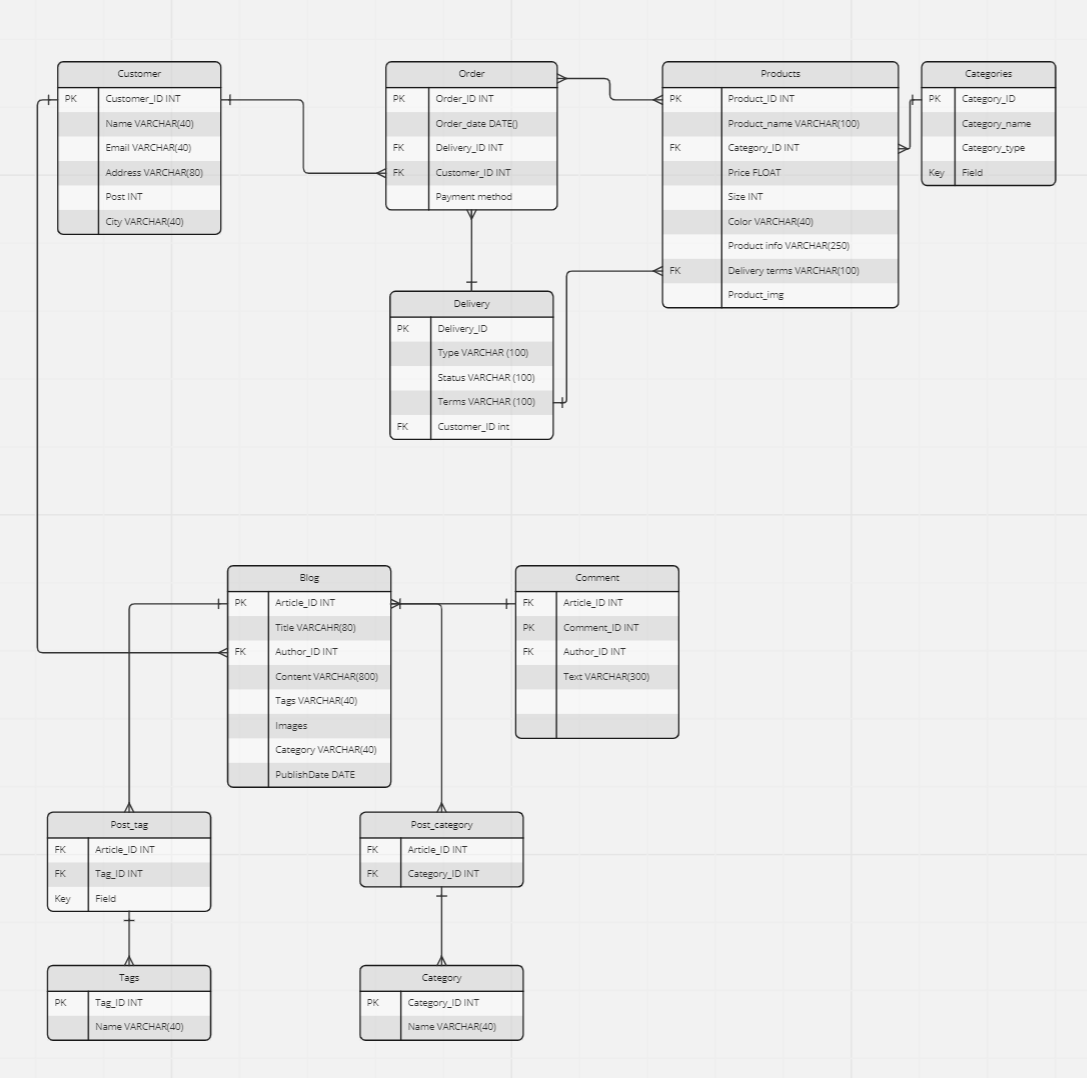 Customer
PK Customer_ID INT
Name VARCHAR(40)
Email VARCHAR(40)
Address VARCHAR(80)
Post INT
City VARCHAR(40)
Order
PK Order_ID INT
Order_date DATE()
FK Delivery_ID INT
FK Customer_ID INT
Payment method
Products
PK Product_ID INT
Product_name VARCHAR(100)
FK Category_ID INT
Price FLOAT
Size INT
Color VARCHAR(40)
Product info VARCHAR(250)
FK Delivery terms VARCHAR(100)
Product_img
Categories
PK Category_ID
Category_name
Category_type
Key Field
Delivery
PK Delivery_ID
Type VARCHAR (100)
Status VARCHAR (100)
Terms VARCHAR (100)
FK Customer_ID int
Blog
PK Article_ID INT
Title VARCAHR(80)
FK Author_ID INT
Content VARCHAR(800)
Tags VARCHAR(40)
Images
Category VARCHAR(40)
PublishDate DATE
Comment
FK Article_ID INT
PK Comment_ID INT
FK Author_ID INT
Text VARCHAR(300)
Post_tag
FK Article_ID INT
FK Tag_ID INT
Key Field
Post_category
FK Article_ID INT
FK Category_ID INT
Tags
PK Tag_ID INT
Name VARCHAR(40)
Category
PK Category_ID INT
Name VARCHAR(40)